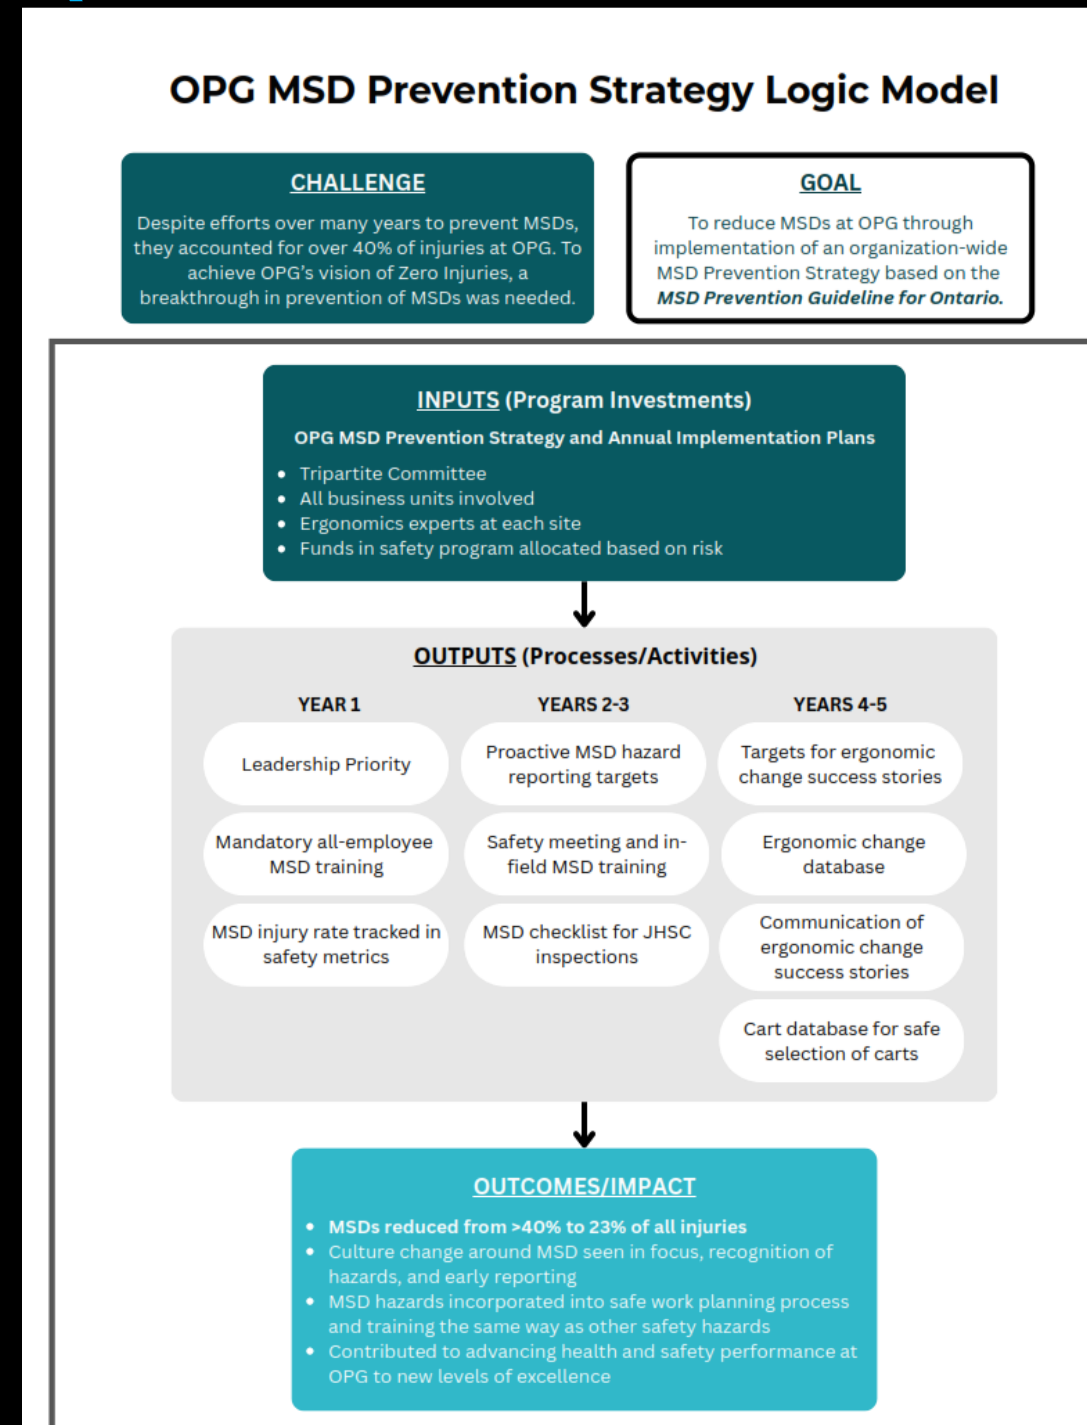 OPG MSD Prevention Strategy Logic Model
CHALLENGE
Despite efforts over many years to prevent MSDs,
they accounted for over 40% of injuries at OPG. To
achieve OPG's vision of Zero Injuries, a
breakthrough in prevention of MSDs was needed.
GOAL
To reduce MSDs at OPG through
implementation of an organization-wide
MSD Prevention Strategy based on the
MSD Prevention Guideline for Ontario.
INPUTS (Program Investments)
OPG MSD Prevention Strategy and Annual Implementation Plans
• Tripartite Committee
• All business units involved
• Ergonomics experts at each site
• Funds in safety program allocated based on risk
OUTPUTS (Processes/Activities)
YEAR 1
Leadership Priority
Mandatory all-employee
MSD training
MSD injury rate tracked in
safety metrics
YEARS 2-3
Proactive MSD hazard
reporting targets
Safety meeting and in-
field MSD training
MSD checklist for JHSC
inspections
YEARS 4-5
Targets for ergonomic
change success stories
Ergonomic change
database
Communication of
ergonomic change
success stories
Cart database for safe
selection of carts
OUTCOMES/IMPACT
• MSDs reduced from >40% to 23% of all injuries
• Culture change around MSD seen in focus, recognition of
hazards, and early reporting
• MSD hazards incorporated into safe work planning process
and training the same way as other safety hazards
• Contributed to advancing health and safety performance at
OPG to new levels of excellence